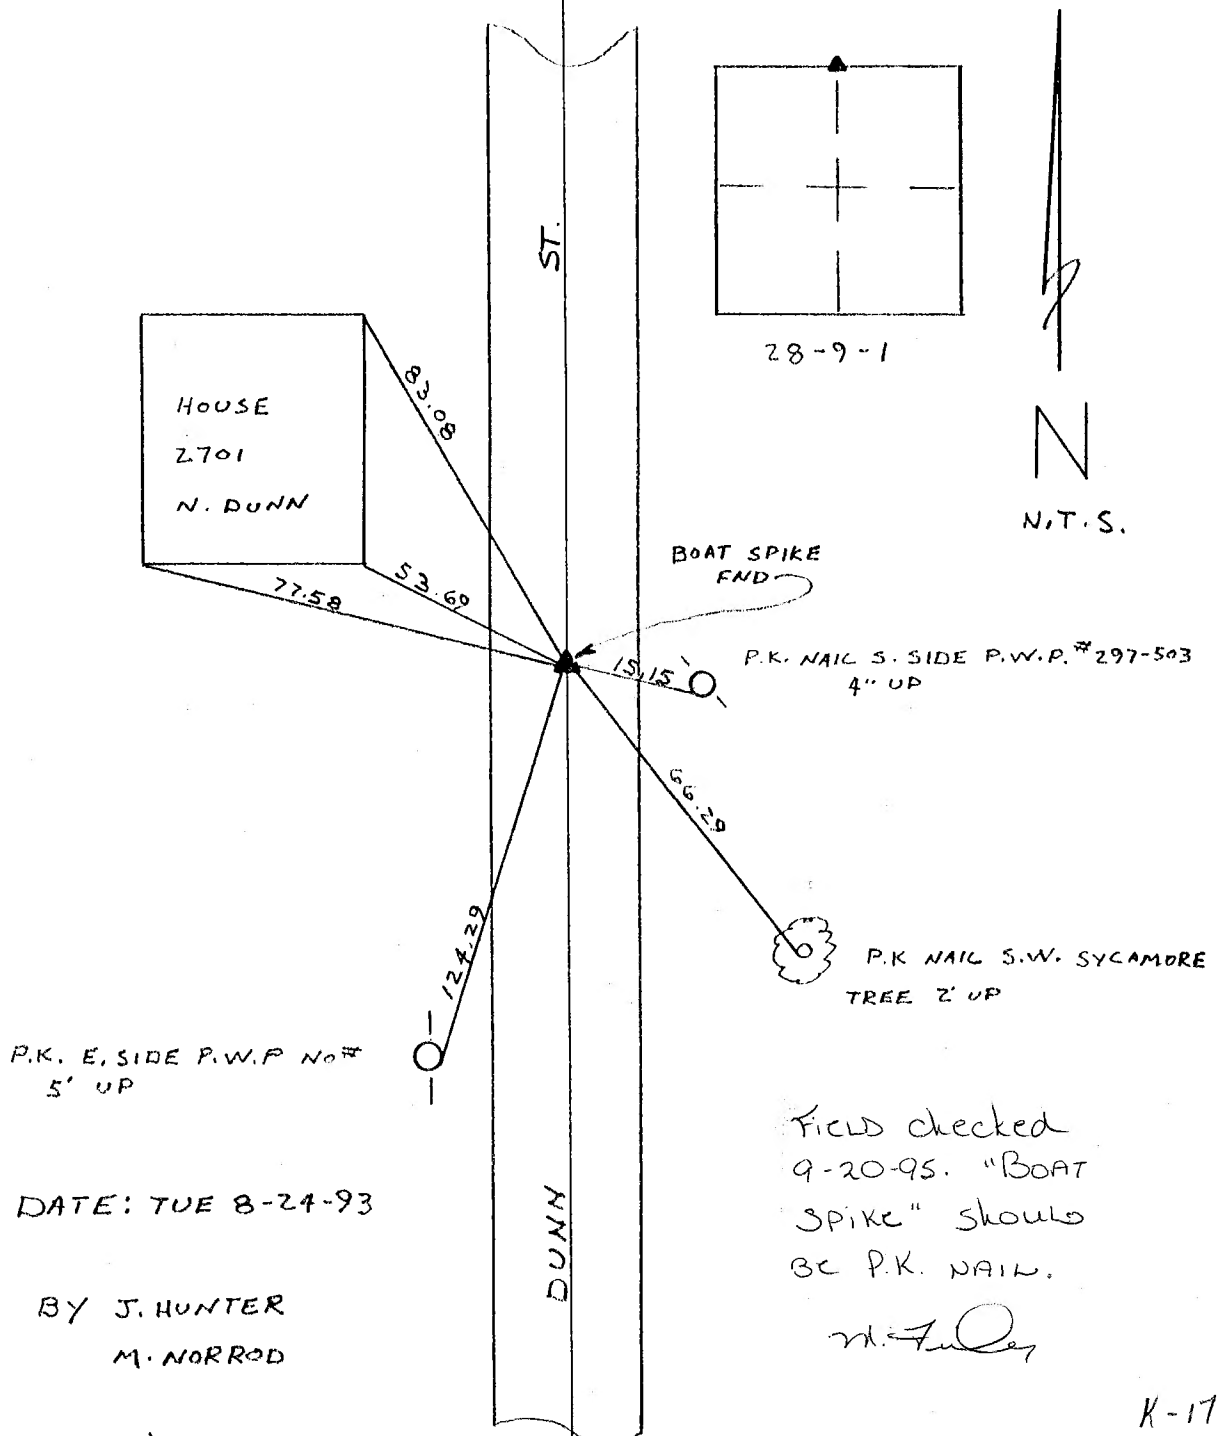 ST.
28-9-1
HOUSE
2701
N. DUNN
83.08
N
N.T.S.
BOAT SPIKE
FND
77.58
53.69
15.15
P.K. NAIL S. SIDE P.W.P. # 297-503
4" UP
66.29
124.29
P.K NAIL S.W. SYCAMORE
TREE 2' UP
P.K. E. SIDE P.W.P NO#
5' UP
DATE: TUE 8-24-93
BY J. HUNTER
M. NORROD
DUNN
FIELD checked
9-20-95. "BOAT
SPIKE" SHOULD
BE P.K. NAIL.
K-17